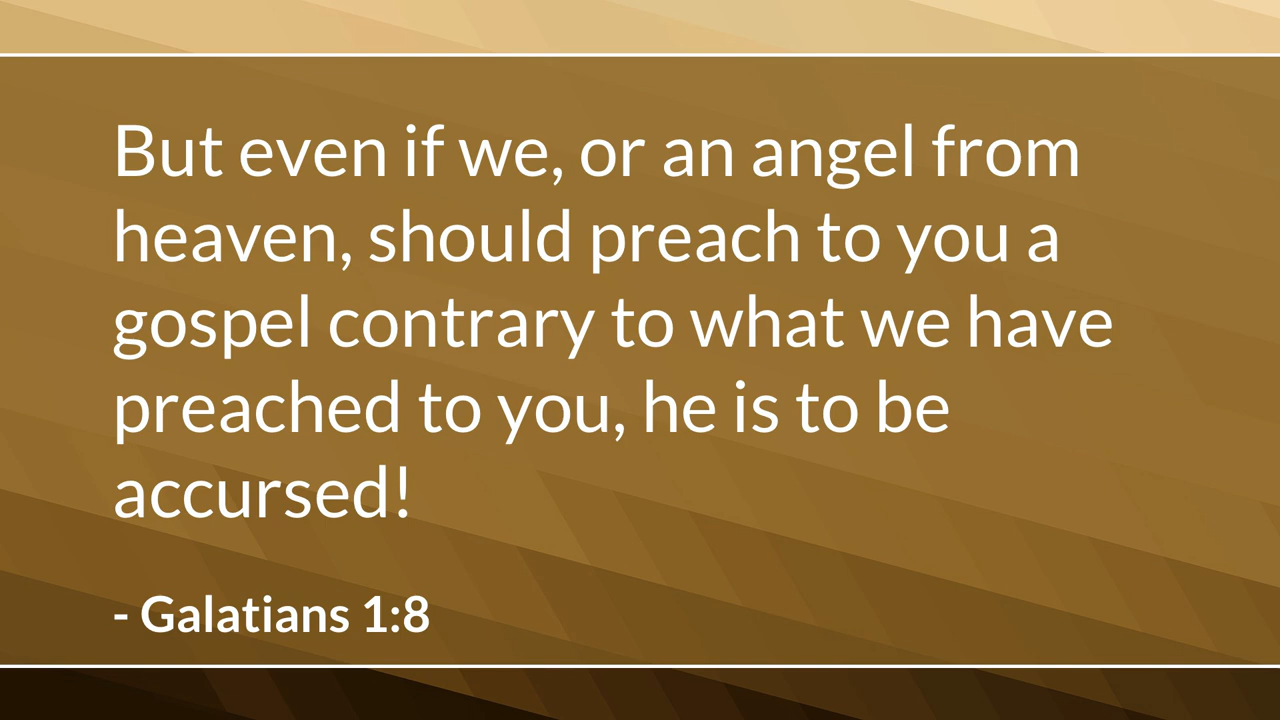 But even if we, or an angel from
heaven, should preach to you a
gospel contrary to what we have
preached to you, he is to be
accursed!
- Galatians 1:8